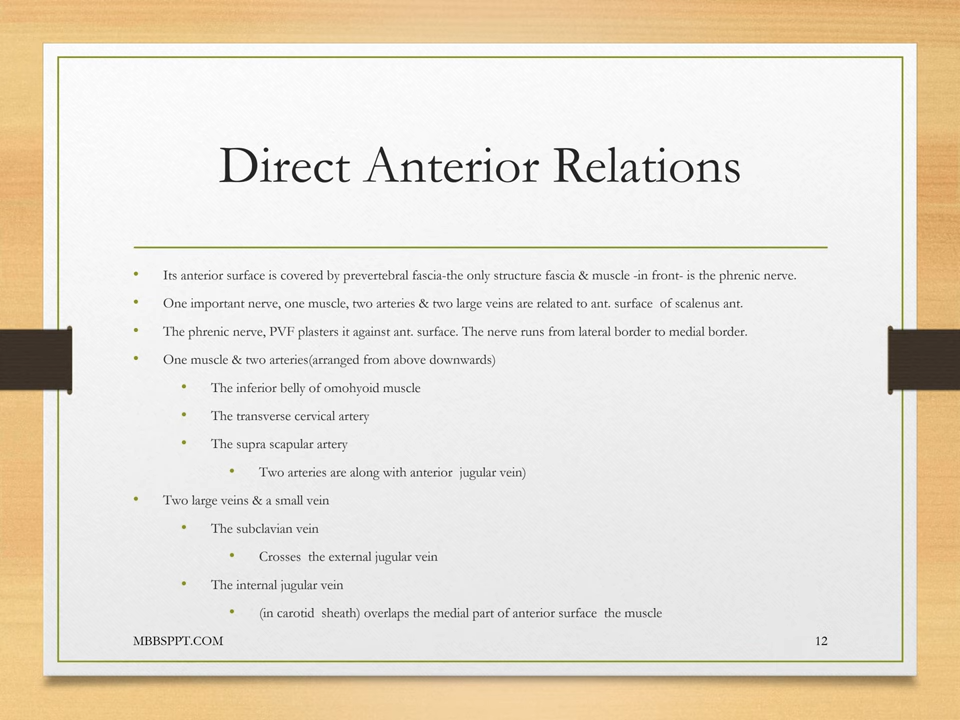 Direct Anterior Relations
• Its anterior surface is covered by prevertebral fascia-the only structure fascia & muscle -in front- is the phrenic nerve.
• One important nerve, one muscle, two arteries & two large veins are related to ant. surface of scalenus ant.
• The phrenic nerve, PVF plasters it against ant. surface. The nerve runs from lateral border to medial border.
• One muscle & two arteries(arranged from above downwards)
• The inferior belly of omohyoid muscle
• The transverse cervical artery
• The supra scapular artery
• Two arteries are along with anterior jugular vein)
• Two large veins & a small vein
• The subclavian vein
• Crosses the external jugular vein
• The internal jugular vein
• (in carotid sheath) overlaps the medial part of anterior surface the muscle
MBBSPPT.COM 12